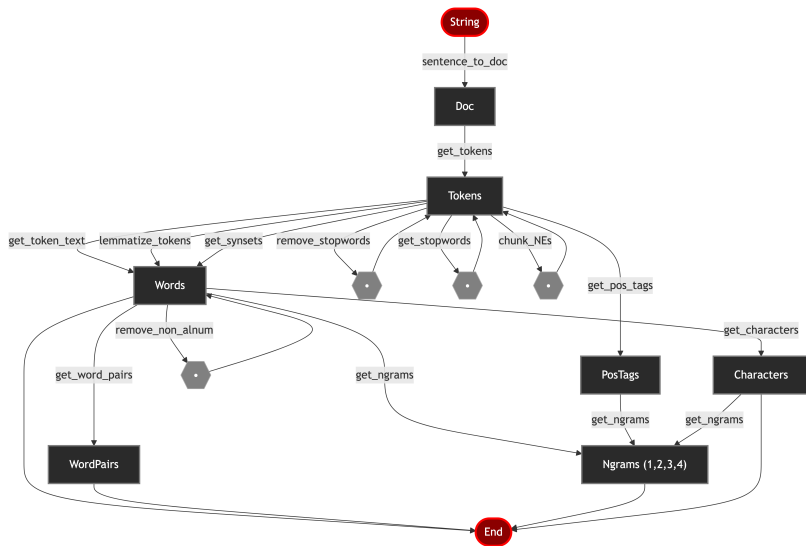 String
sentence_to_doc
Doc
get_tokens
Tokens
get_token_text
lemmatize_tokens
get_synsets
remove_stopwords
get_stopwords
chunk_NEs
Words
get_pos_tags
remove_non_alnum
get_characters
get_word_pairs
get_ngrams
PosTags
Characters
get_ngrams
get_ngrams
WordPairs
Ngrams (1,2,3,4)
End